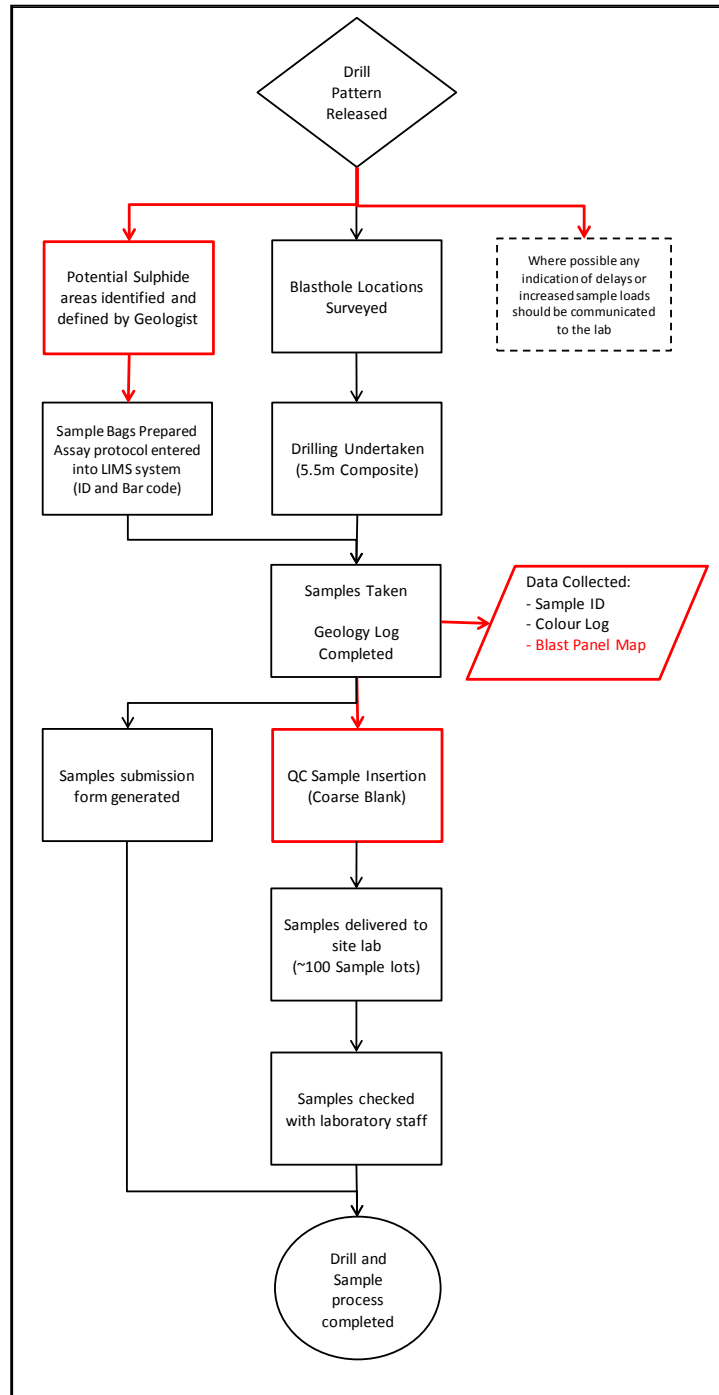 Drill
Pattern
Released
Potential Sulphide
areas identified and
defined by Geologist
Blasthole Locations
Surveyed
Where possible any
indication of delays or
increased sample loads
should be communicated
to the lab
Sample Bags Prepared
Assay protocol entered
into LIMS system
(ID and Bar code)
Drilling Undertaken
(5.5m Composite)
Samples Taken
Geology Log
Completed
Data Collected:
- Sample ID
- Colour Log
- Blast Panel Map
Samples submission
form generated
QC Sample Insertion
(Coarse Blank)
Samples delivered to
site lab
(~100 Sample lots)
Samples checked
with laboratory staff
Drill and
Sample
process
completed